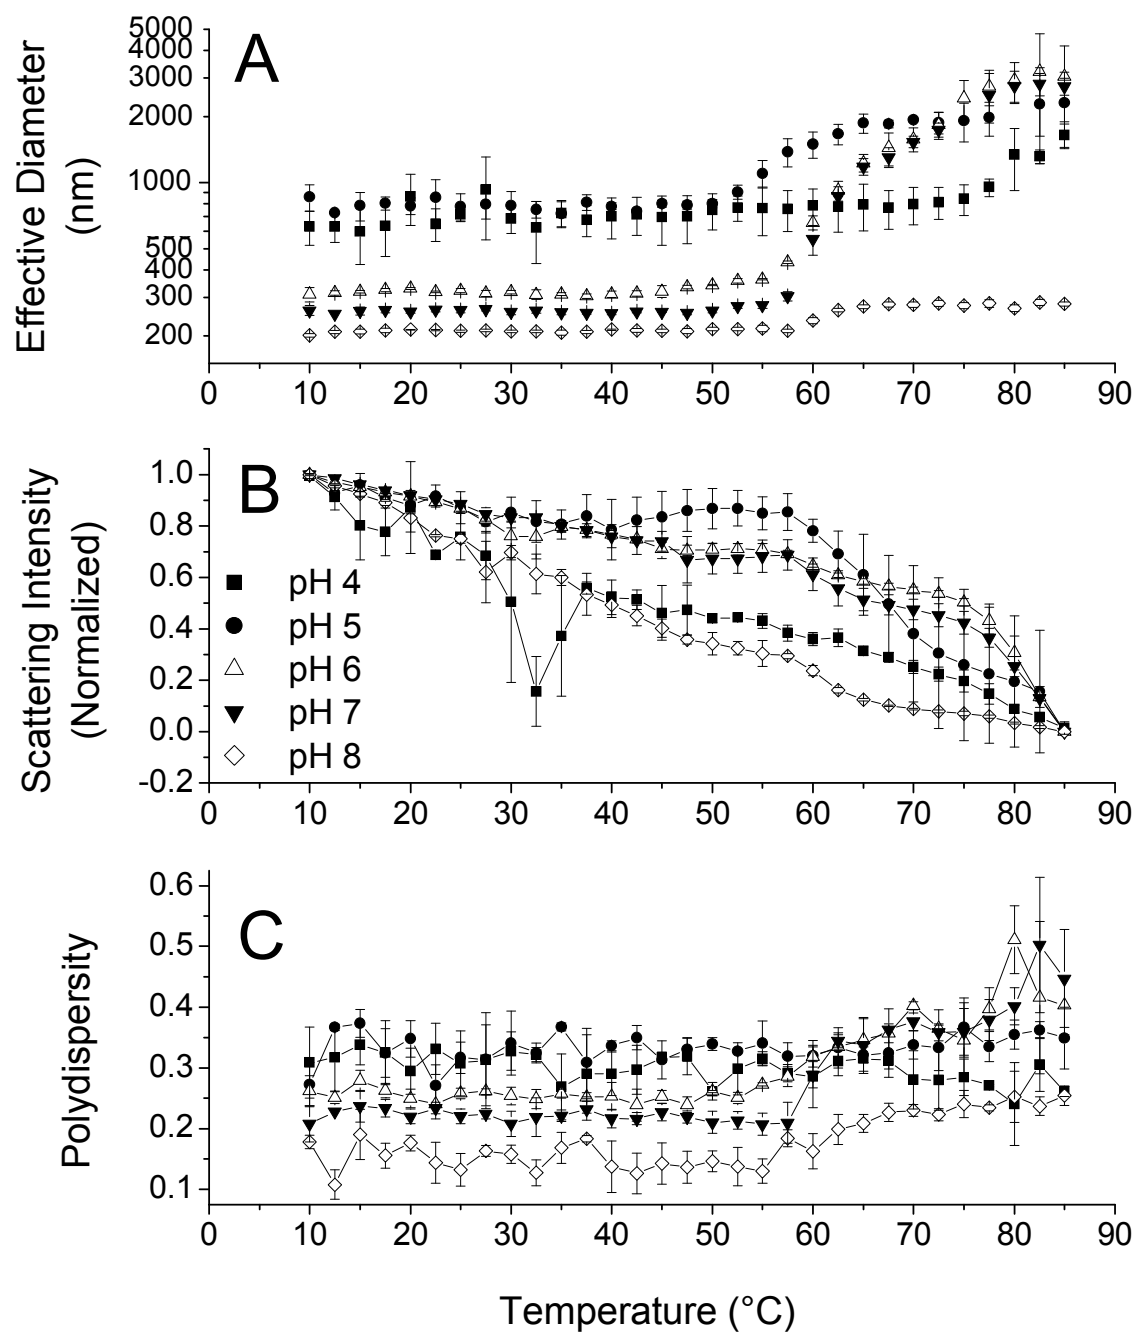 A
Effective Diameter
(nm)
5000
4000
3000
2000
1000
500
400
300
200
0 10 20 30 40 50 60 70 80 90
B
Scattering Intensity
(Normalized)
1.0
0.8
0.6
0.4
0.2
0.0
-0.2
pH 4
pH 5
pH 6
pH 7
pH 8
0 10 20 30 40 50 60 70 80 90
C
Polydispersity
0.6
0.5
0.4
0.3
0.2
0.1
0 10 20 30 40 50 60 70 80 90
Temperature (°C)